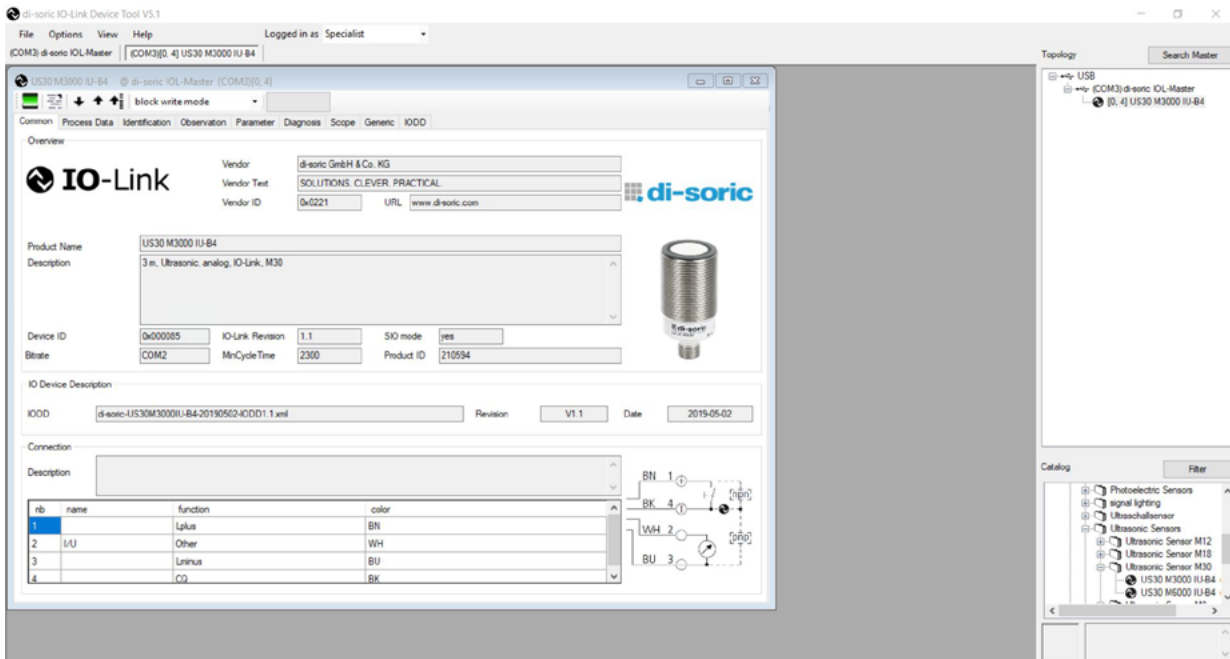 di-soric IO-Link Device Tool V5.1
File Options View Help Logged in as Specialist
(COM3) di-soric IOL-Master (COM3)[0, 4] US30 M3000 IU-B4
US30 M3000 IU-B4 @ di-soric IOL-Master (COM3)[0, 4]
block write mode
Common Process Data Identification Observation Parameter Diagnosis Scope Generic IODD
Overview
IO-Link
Vendor di-soric GmbH & Co. KG
Vendor Text SOLUTIONS. CLEVER. PRACTICAL.
Vendor ID 0x0221 URL www.di-soric.com
di-soric
Product Name US30 M3000 IU-B4
Description 3 m, Ultrasonic, analog, IO-Link, M30
di-soric
Device ID 0x000085 IO-Link Revision 1.1 SIO mode yes
Bitrate COM2 MinCycleTime 2300 Product ID 210594
IO Device Description
IODD di-soric-US30M3000IU-B4-20190502-IODD1.1.xml Revision V1.1 Date 2019-05-02
Connection
Description
nb name function color
1 Lplus BN
2 I/U Other WH
3 Lminus BU
4 CQ BK
BN 1
npn
BK 4
WH 2
pnp
BU 3
Topology Search Master
USB
(COM3) di-soric IOL-Master
[0, 4] US30 M3000 IU-B4
Catalog Filter
Photoelectric Sensors
signal lighting
Ultraschallsensor
Ultrasonic Sensors
Ultrasonic Sensor M12
Ultrasonic Sensor M18
Ultrasonic Sensor M30
US30 M3000 IU-B4
US30 M6000 IU-B4